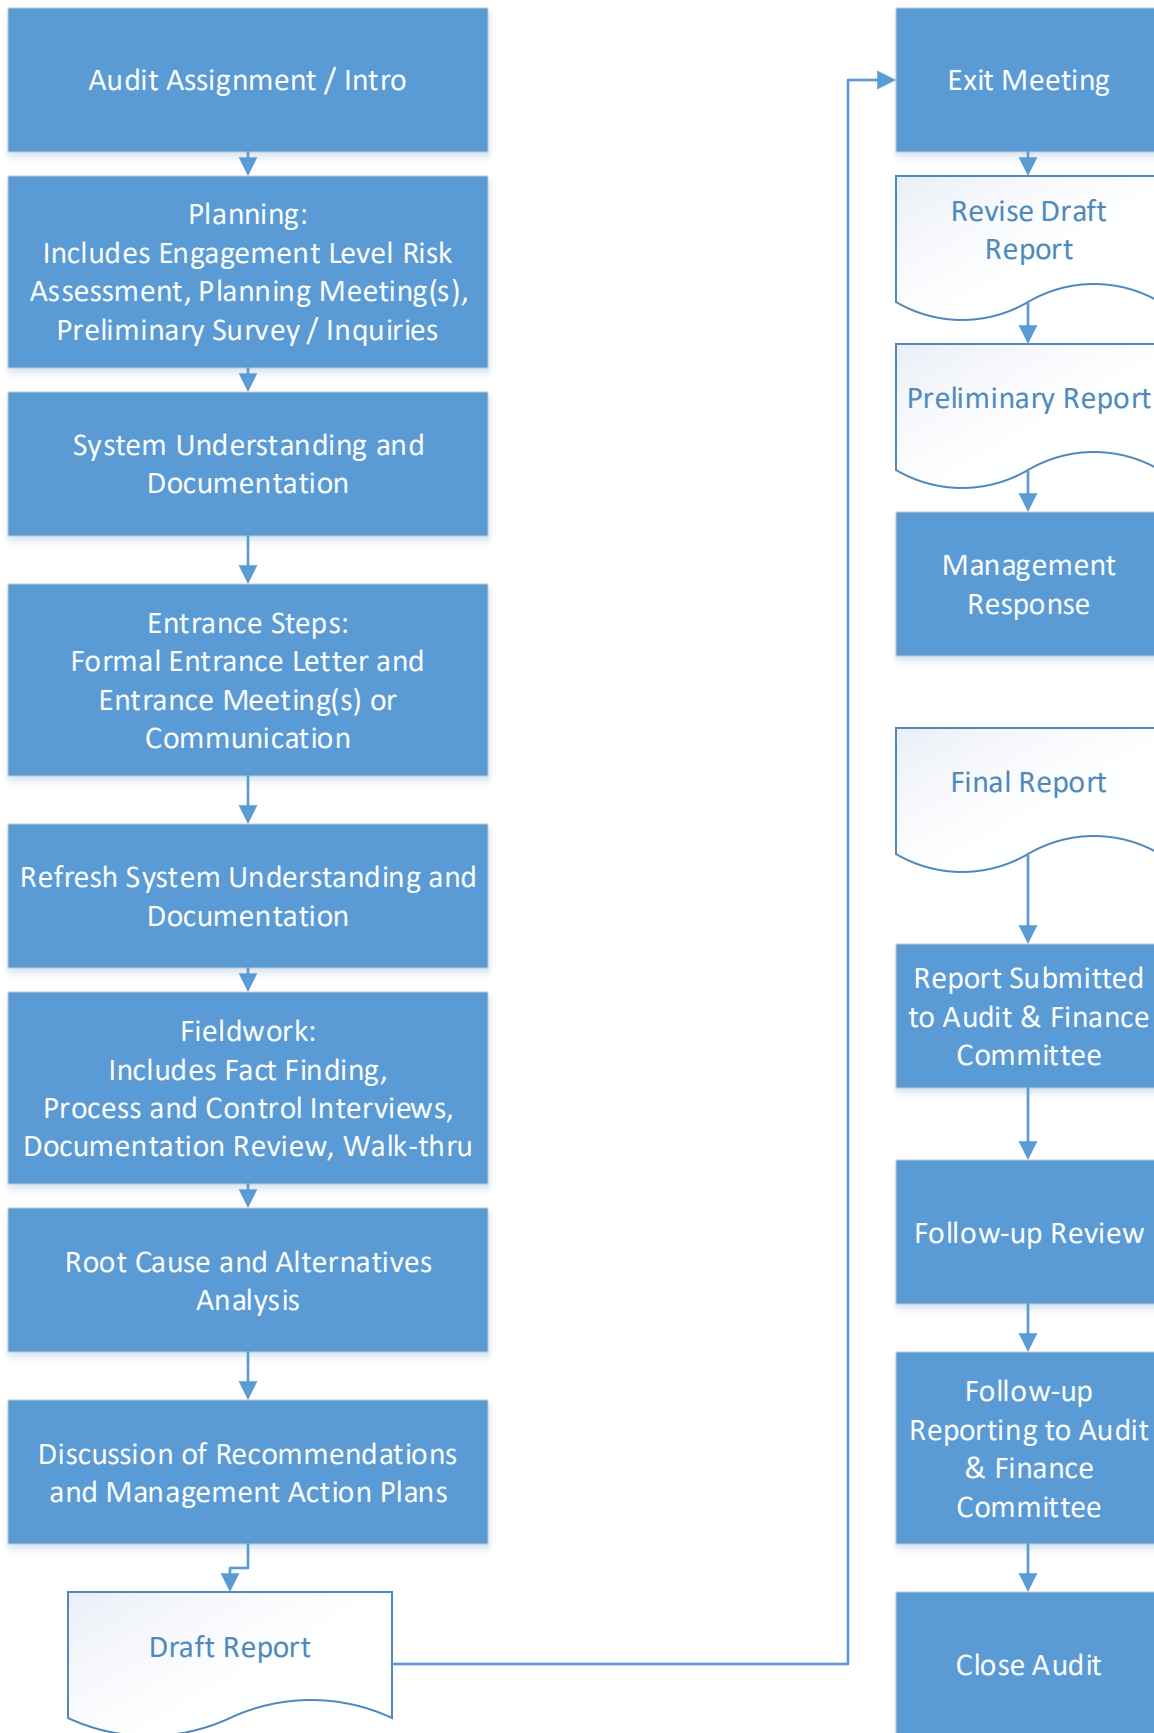 Audit Assignment / Intro
Planning:
Includes Engagement Level Risk
Assessment, Planning Meeting(s),
Preliminary Survey / Inquiries
System Understanding and
Documentation
Entrance Steps:
Formal Entrance Letter and
Entrance Meeting(s) or
Communication
Refresh System Understanding and
Documentation
Fieldwork:
Includes Fact Finding,
Process and Control Interviews,
Documentation Review, Walk-thru
Root Cause and Alternatives
Analysis
Discussion of Recommendations
and Management Action Plans
Draft Report
Exit Meeting
Revise Draft
Report
Preliminary Report
Management
Response
Final Report
Report Submitted
to Audit & Finance
Committee
Follow-up Review
Follow-up
Reporting to Audit
& Finance
Committee
Close Audit